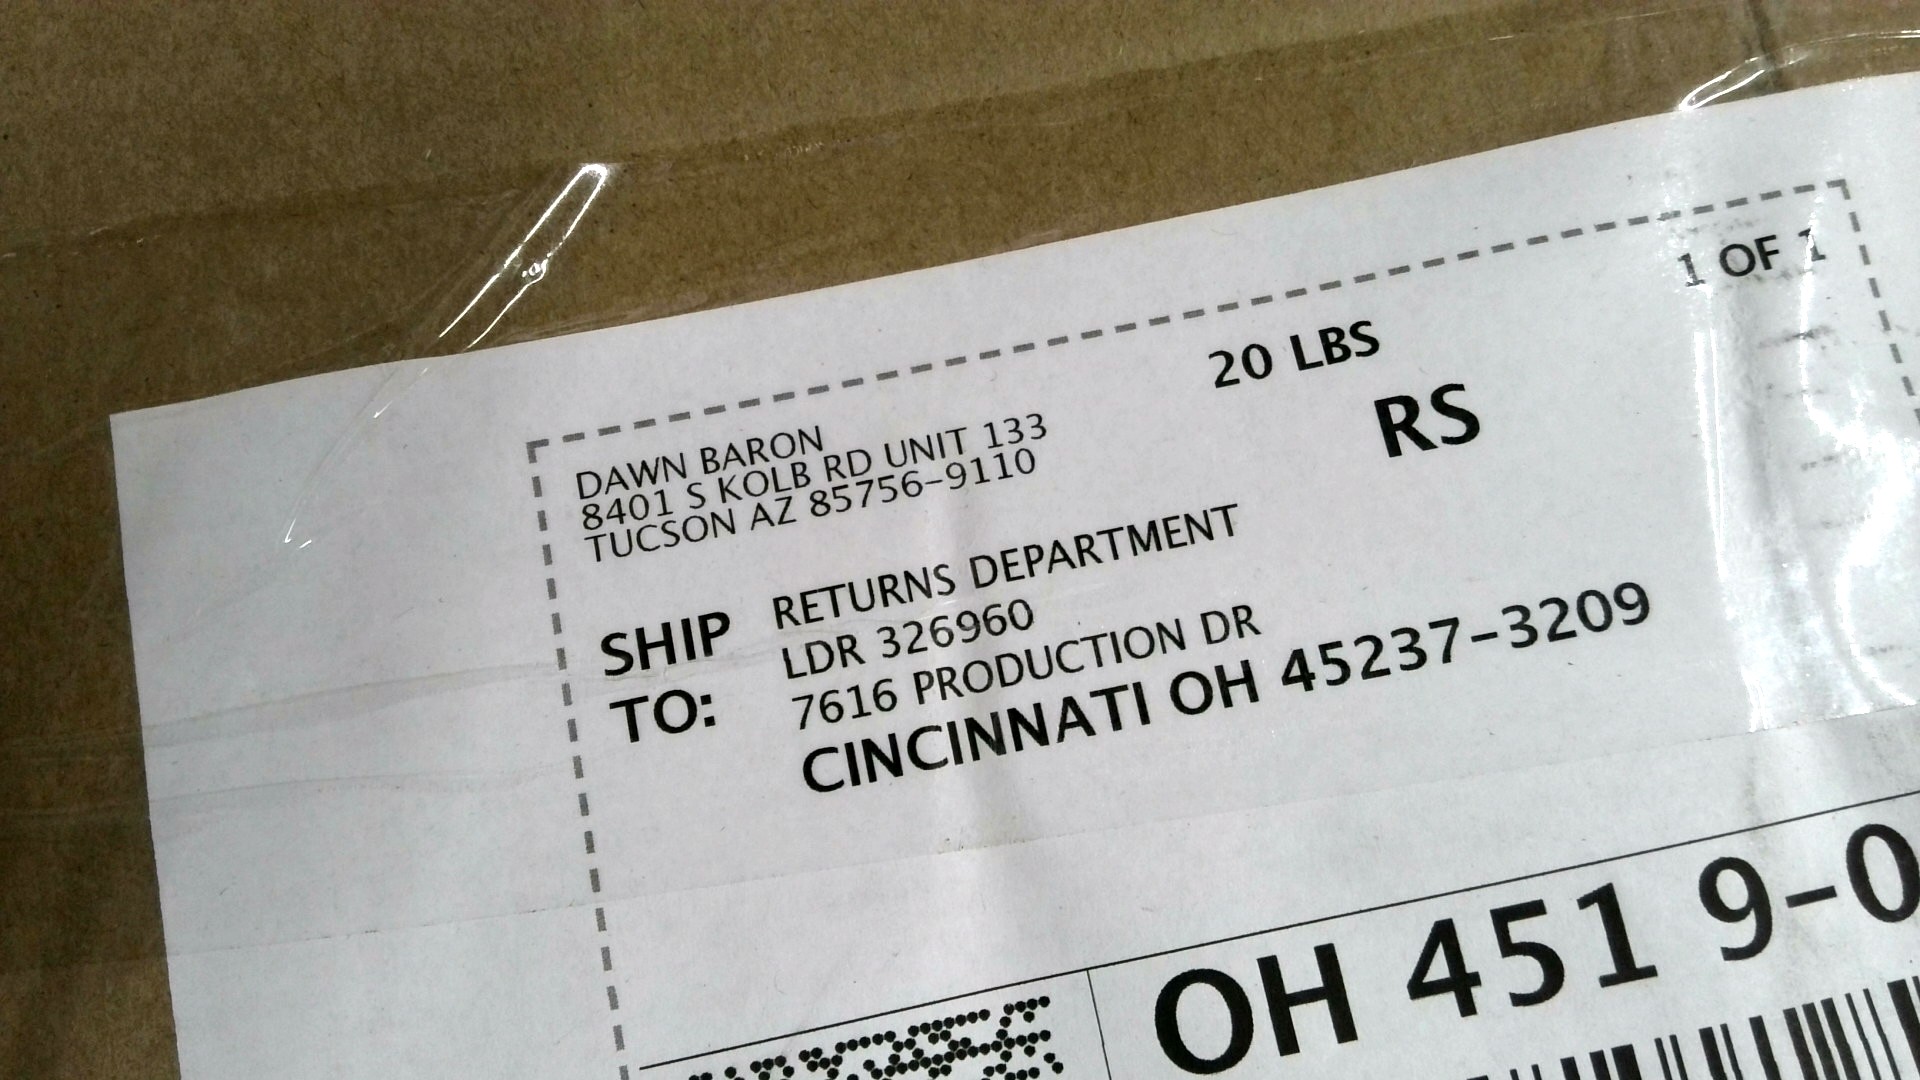 1 OF 1
20 LBS
RS
DAWN BARON
8401 S KOLB RD UNIT 133
TUCSON AZ 85756-9110
SHIP
TO:
RETURNS DEPARTMENT
LDR 326960
7616 PRODUCTION DR
CINCINNATI OH 45237-3209
OH 451 9-0